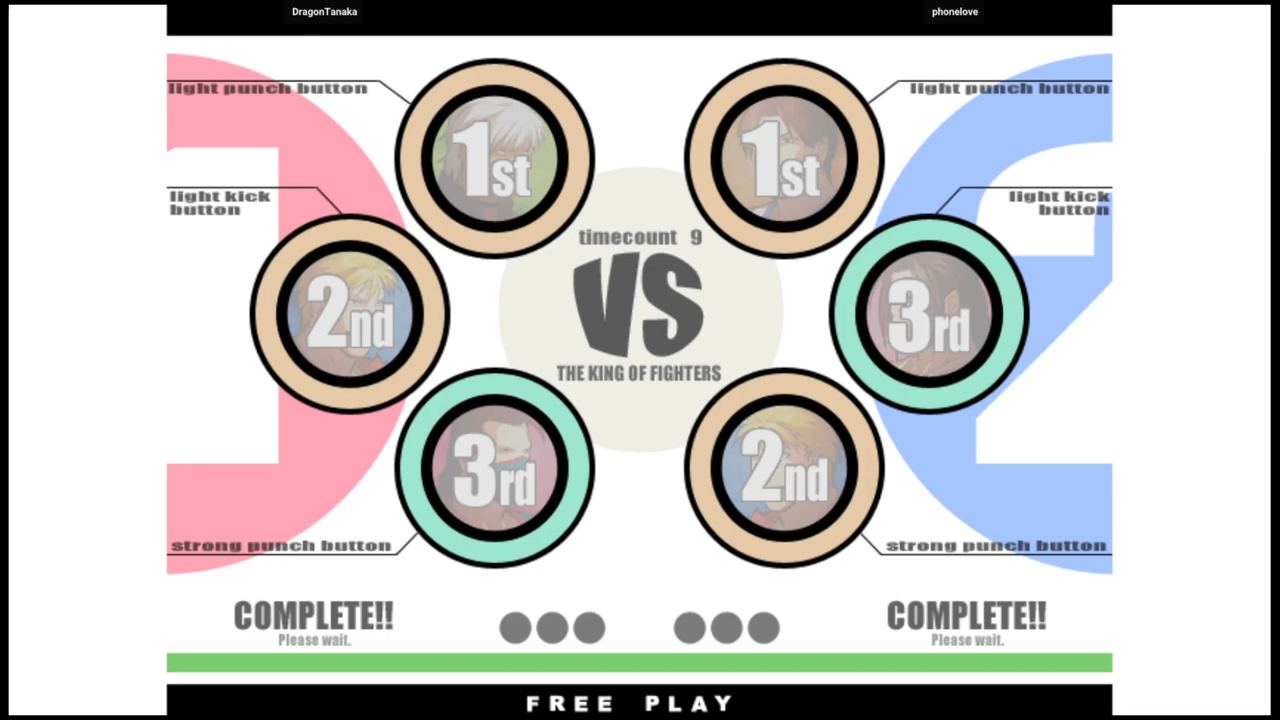 DragonTanaka
phonelove
light punch button
light punch button
1st
1st
light kick
button
light kick
button
timecount 9
VS
THE KING OF FIGHTERS
2nd
3rd
3rd
2nd
strong punch button
strong punch button
COMPLETE!!
Please wait.
COMPLETE!!
Please wait.
FREE PLAY